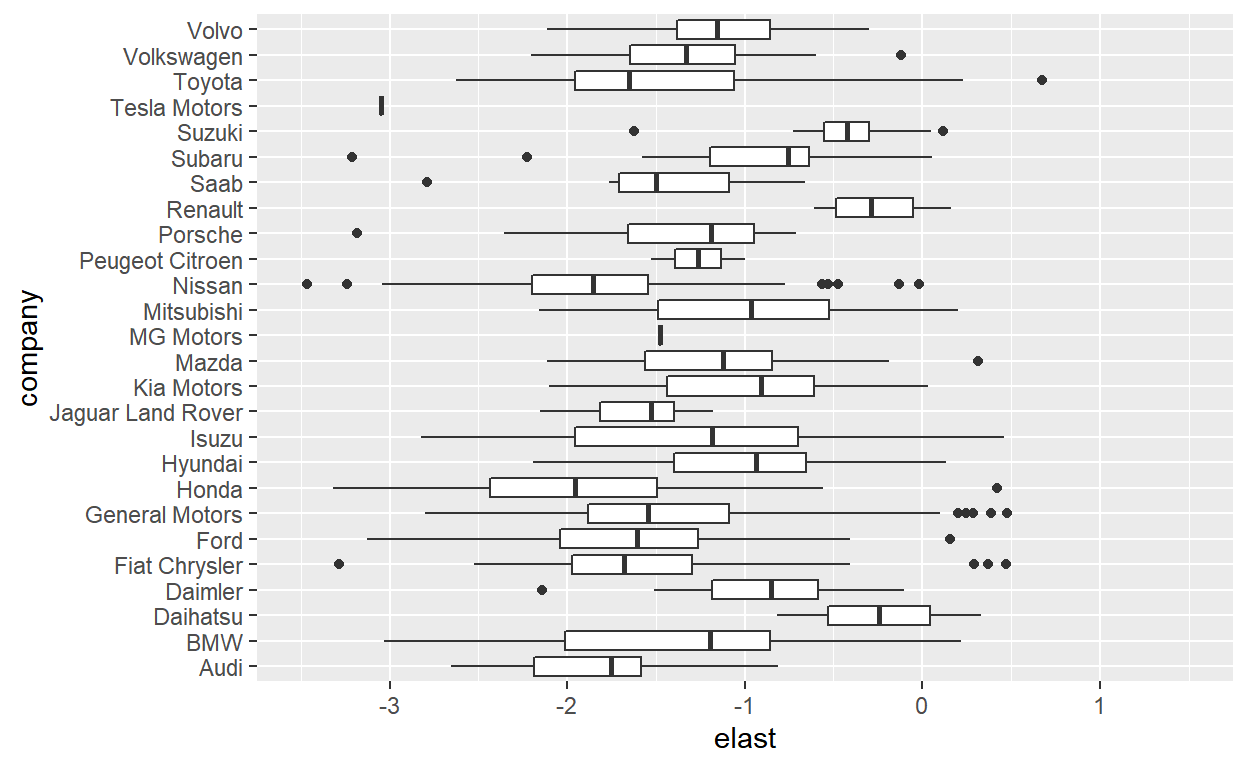 Volvo
Volkswagen
Toyota
Tesla Motors
Suzuki
Subaru
Saab
Renault
Porsche
Peugeot Citroen
Nissan
Mitsubishi
MG Motors
Mazda
Kia Motors
Jaguar Land Rover
Isuzu
Hyundai
Honda
General Motors
Ford
Fiat Chrysler
Daimler
Daihatsu
BMW
Audi
company
-3 -2 -1 0 1
elast